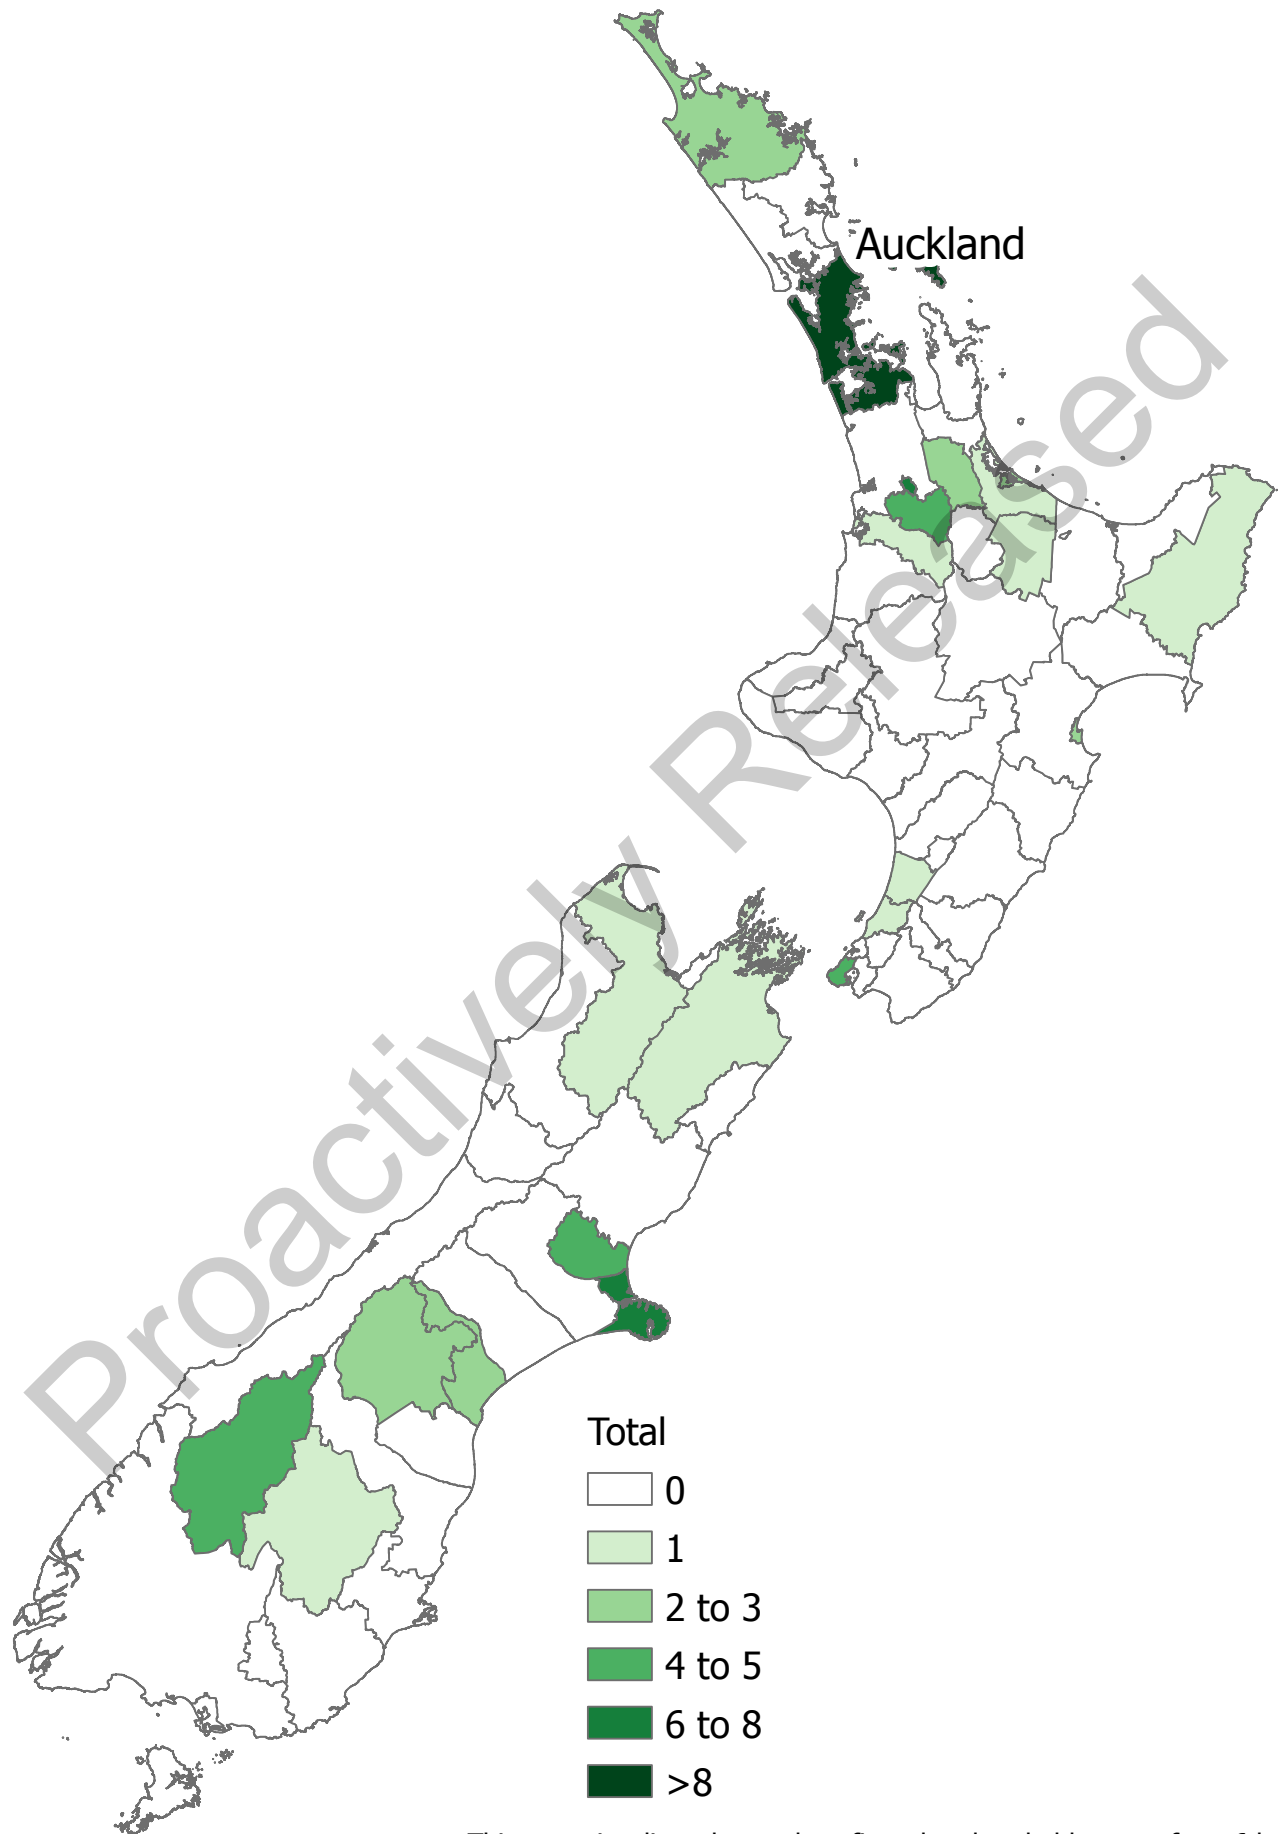 Auckland
Proactively Released
Total
0
1
2 to 3
4 to 5
6 to 8
>8